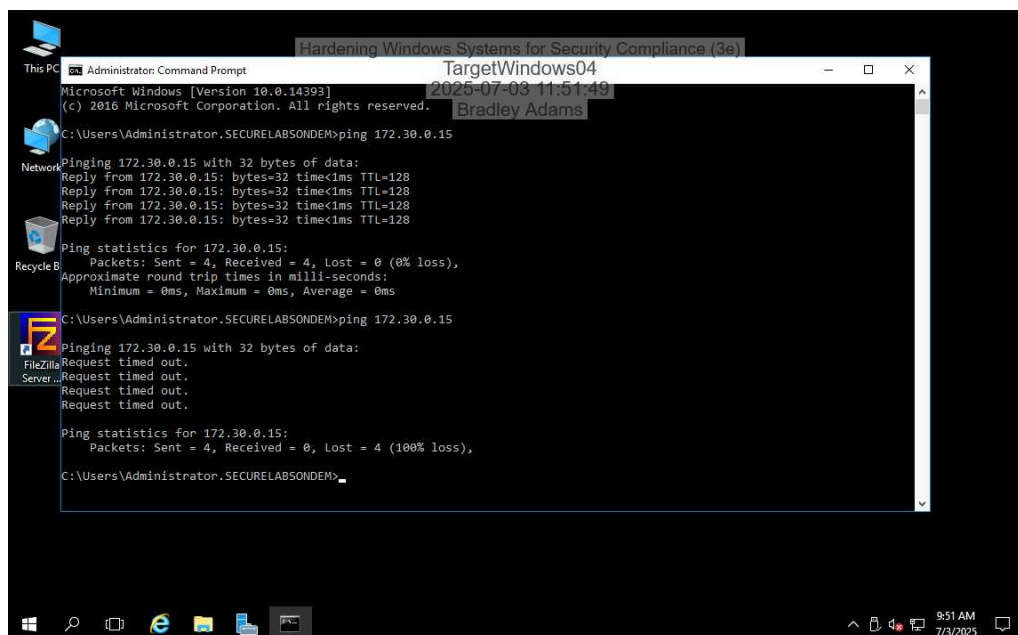 Hardening Windows Systems for Security Compliance (3e)
TargetWindows04
2025-07-03 11:51:49
Bradley Adams
This PC
Network
Recycle B
FileZilla
Server ...
Administrator: Command Prompt
Microsoft Windows [Version 10.0.14393]
(c) 2016 Microsoft Corporation. All rights reserved.
C:\Users\Administrator.SECURELABSONDEM>ping 172.30.0.15
Pinging 172.30.0.15 with 32 bytes of data:
Reply from 172.30.0.15: bytes=32 time<1ms TTL=128
Reply from 172.30.0.15: bytes=32 time<1ms TTL=128
Reply from 172.30.0.15: bytes=32 time<1ms TTL=128
Reply from 172.30.0.15: bytes=32 time<1ms TTL=128
Ping statistics for 172.30.0.15:
Packets: Sent = 4, Received = 4, Lost = 0 (0% loss),
Approximate round trip times in milli-seconds:
Minimum = 0ms, Maximum = 0ms, Average = 0ms
C:\Users\Administrator.SECURELABSONDEM>ping 172.30.0.15
Pinging 172.30.0.15 with 32 bytes of data:
Request timed out.
Request timed out.
Request timed out.
Request timed out.
Ping statistics for 172.30.0.15:
Packets: Sent = 4, Received = 0, Lost = 4 (100% loss),
C:\Users\Administrator.SECURELABSONDEM>
9:51 AM
7/3/2025